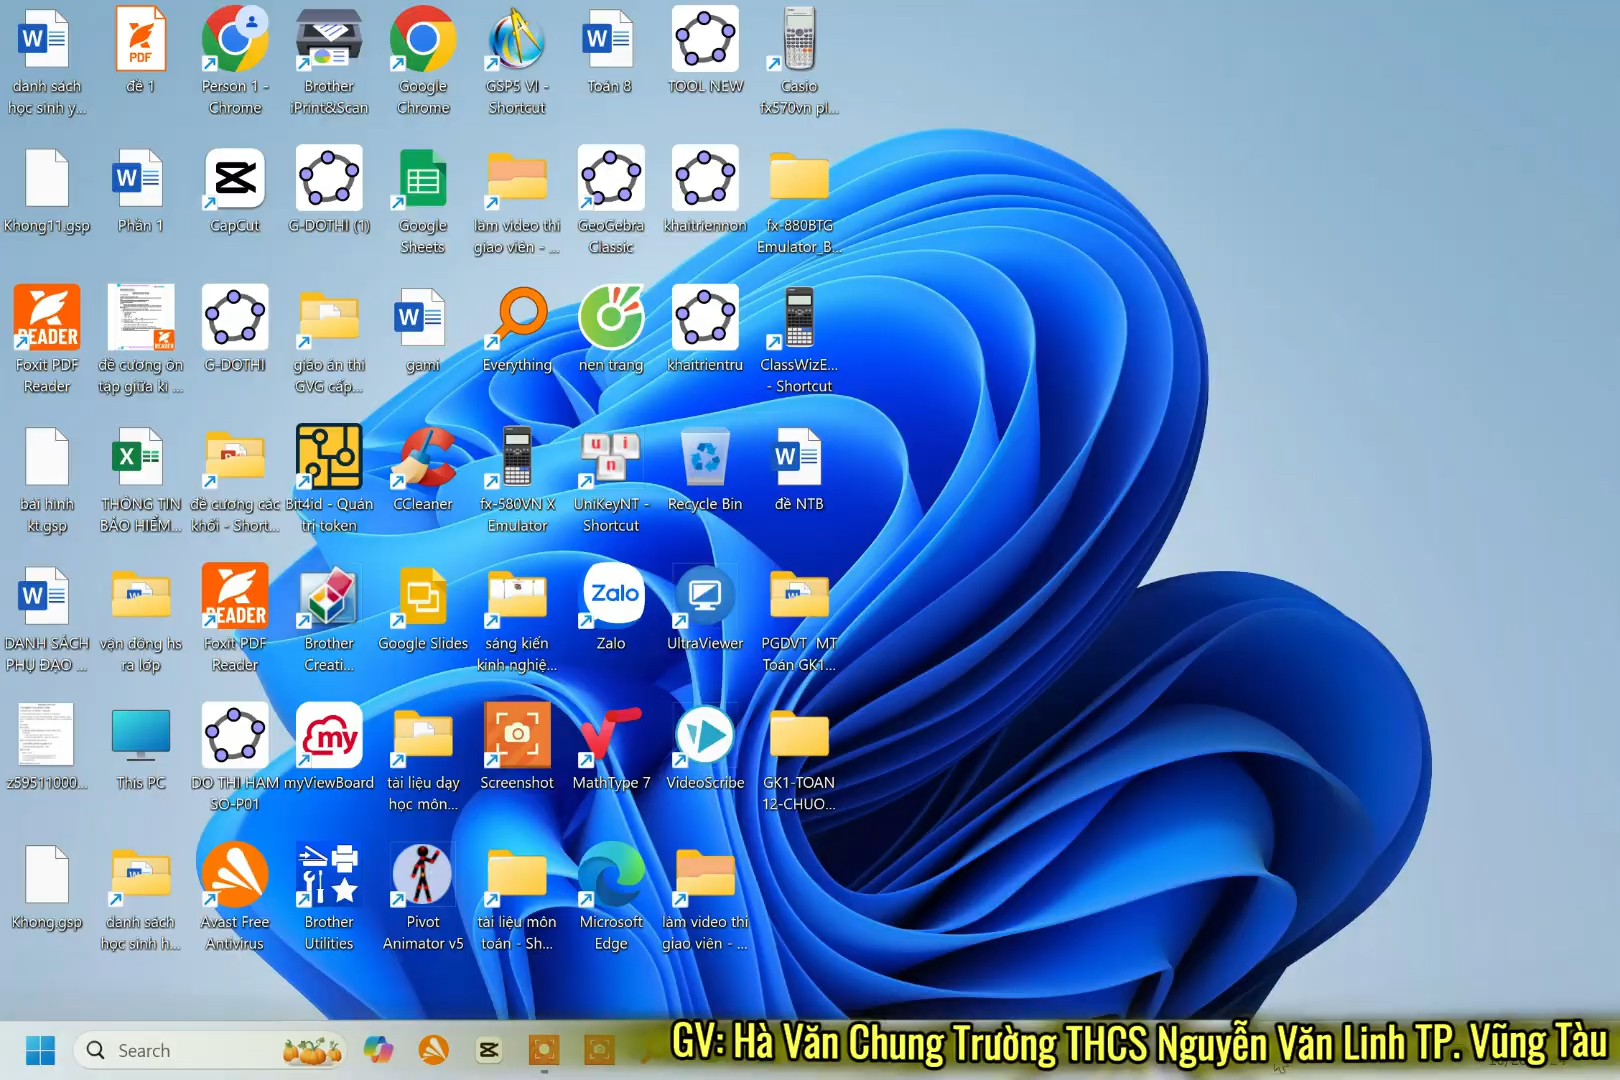 danh sách
học sinh y...
đề 1
Person 1 -
Chrome
Brother
iPrint&Scan
Google
Chrome
GSP5 VI -
Shortcut
Toán 8
TOOL NEW
Casio
fx570vn pl...
Khong11.gsp
Phần 1
CapCut
G-DOTHI (1)
Google
Sheets
làm video thi
giao viên - ...
GeoGebra
Classic
khaitriennon
fx-880BTG
Emulator_B...
Foxit PDF
Reader
đề cương ôn
tập giữa kì ...
G-DOTHI
giáo án thi
GVG cấp...
gami
Everything
nen trang
khaitrientru
ClassWizE...
- Shortcut
bài hình
kt.gsp
THÔNG TIN
BẢO HIỂM...
đề cương các
khối - Short...
Bit4id - Quản
trị token
CCleaner
fx-580VN X
Emulator
UniKeyNT -
Shortcut
Recycle Bin
đề NTB
DANH SÁCH
PHỤ ĐẠO ...
vận động hs
ra lớp
Foxit PDF
Reader
Brother
Creati...
Google Slides
sáng kiến
kinh nghiệ...
Zalo
UltraViewer
PGDVT_MT
Toán GK1...
z59511000...
This PC
DO THI HAM
SO-P01
myViewBoard
tài liệu dạy
học môn...
Screenshot
MathType 7
VideoScribe
GK1-TOAN
12-CHUO...
Khong.gsp
danh sách
học sinh h...
Avast Free
Antivirus
Brother
Utilities
Pivot
Animator v5
tài liệu môn
toán - Sh...
Microsoft
Edge
làm video thi
giao viên - ...
Search
GV: Hà Văn Chung Trường THCS Nguyễn Văn Linh TP. Vũng Tàu